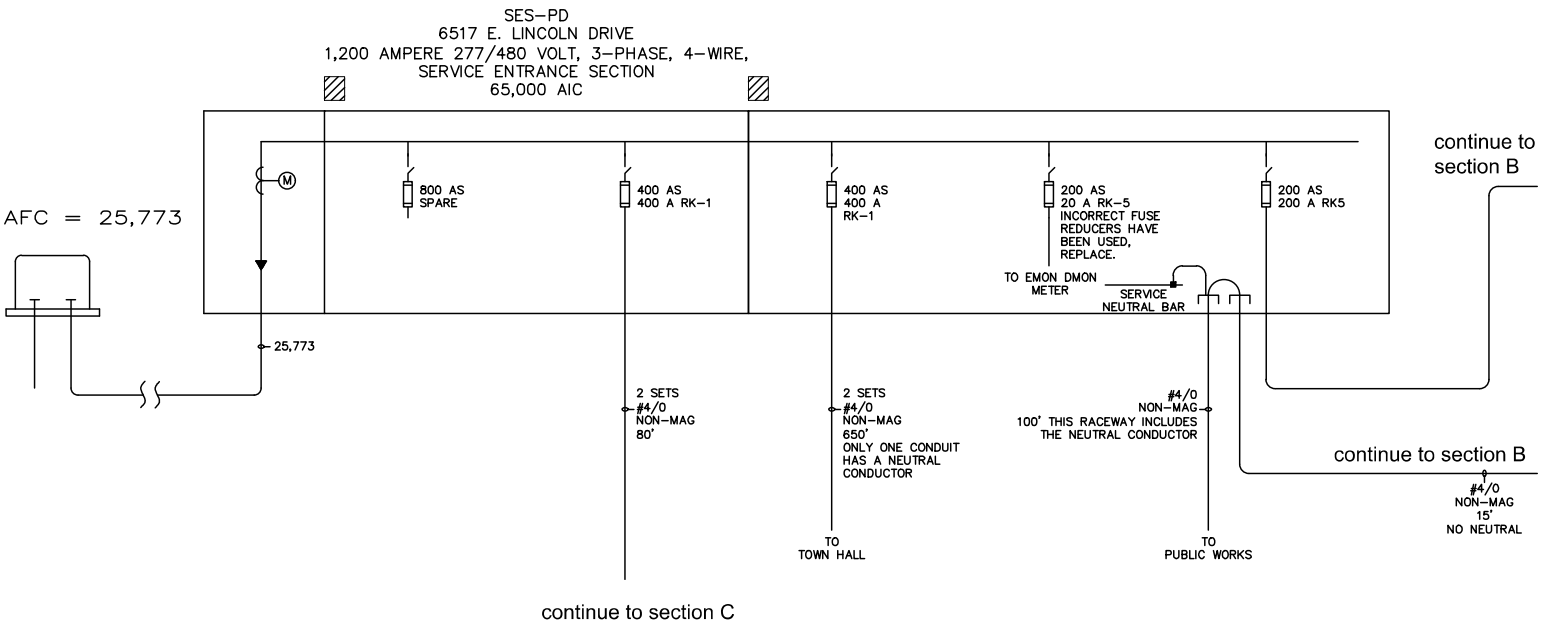 SES-PD
6517 E. LINCOLN DRIVE
1,200 AMPERE 277/480 VOLT, 3-PHASE, 4-WIRE,
SERVICE ENTRANCE SECTION
65,000 AIC
continue to
section B
M
800 AS
SPARE
400 AS
400 A RK-1
400 AS
400 A
RK-1
200 AS
20 A RK-5
INCORRECT FUSE
REDUCERS HAVE
BEEN USED,
REPLACE.
200 AS
200 A RK5
AFC = 25,773
TO EMON DMON
METER
SERVICE
NEUTRAL BAR
25,773
2 SETS
#4/0
NON-MAG
80'
2 SETS
#4/0
NON-MAG
650'
ONLY ONE CONDUIT
HAS A NEUTRAL
CONDUCTOR
#4/0
NON-MAG
100' THIS RACEWAY INCLUDES
THE NEUTRAL CONDUCTOR
continue to section B
#4/0
NON-MAG
15'
NO NEUTRAL
TO
TOWN HALL
TO
PUBLIC WORKS
continue to section C